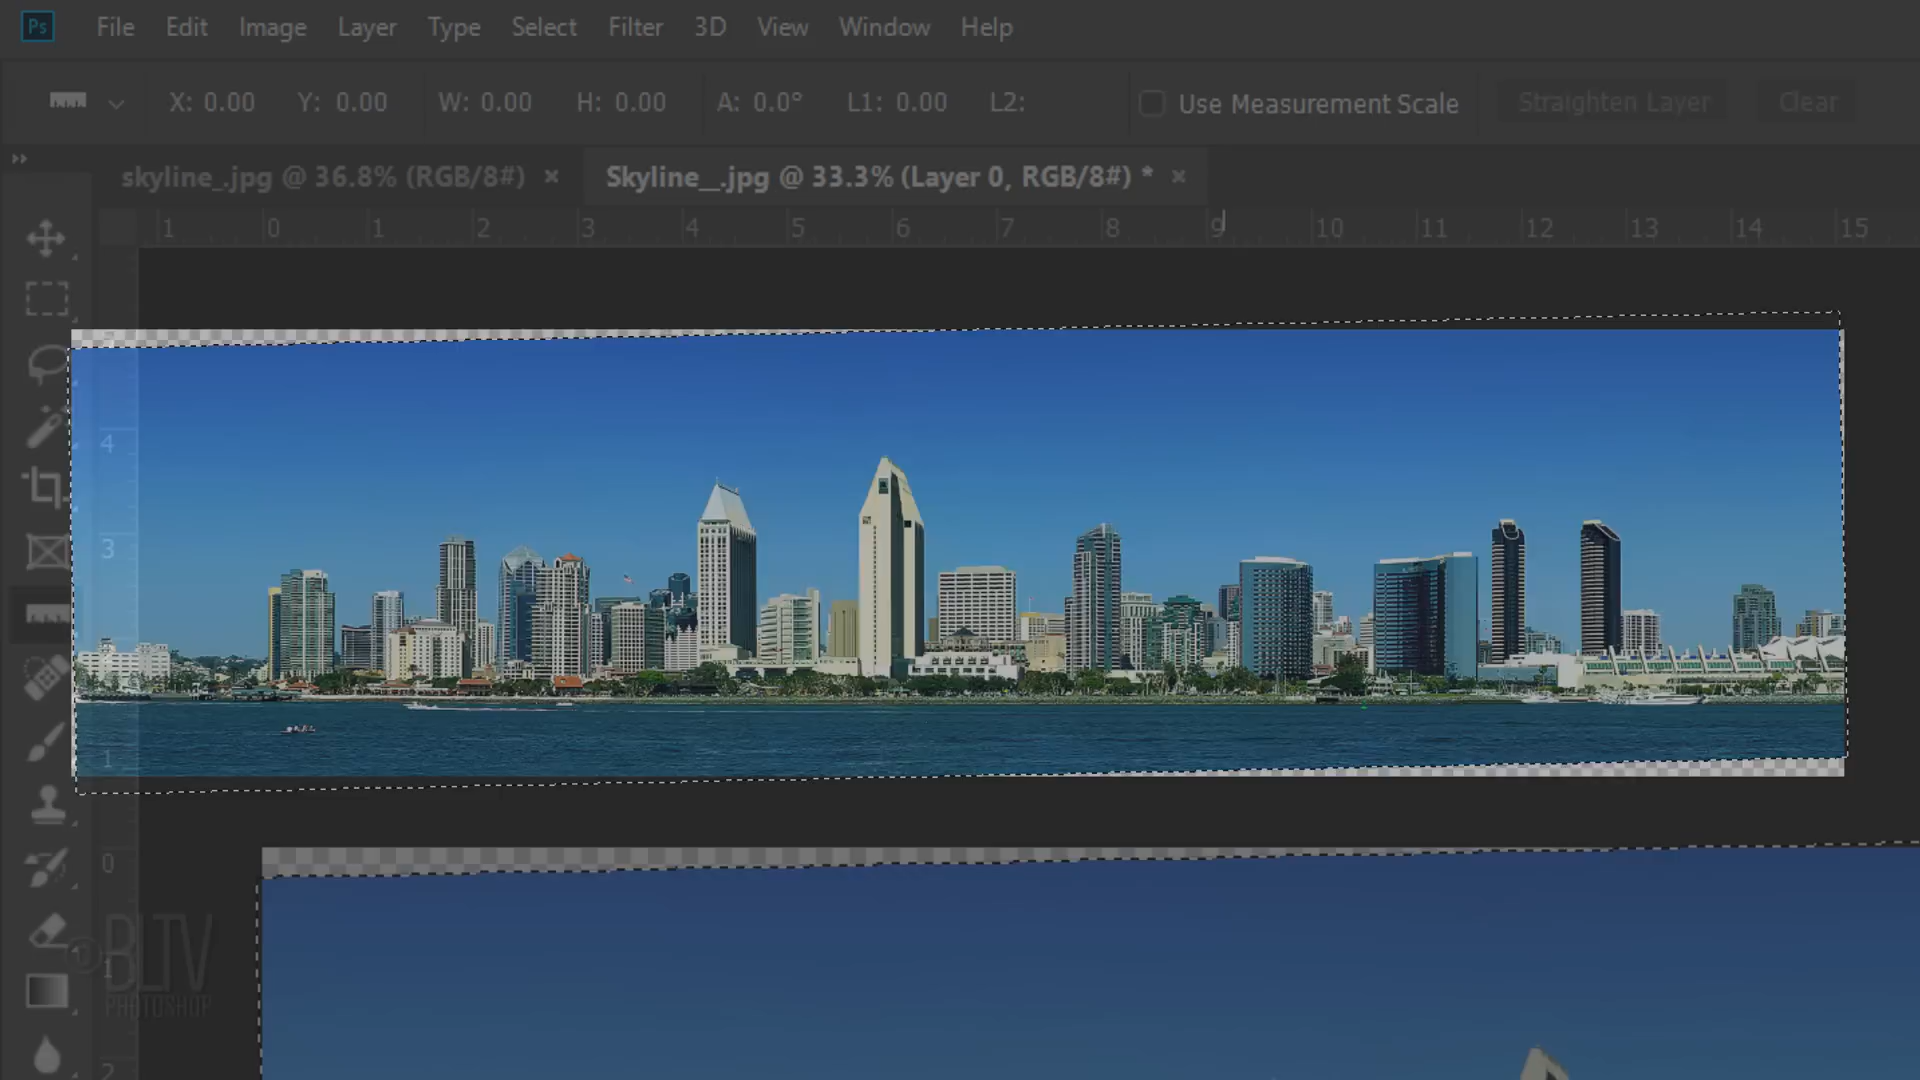 Ps File Edit Image Layer Type Select Filter 3D View Window Help
X: 0.00 Y: 0.00 W: 0.00 H: 0.00 A: 0.0° L1: 0.00 L2: Use Measurement Scale Straighten Layer Clear
skyline_.jpg @ 36.8% (RGB/8#) × Skyline__.jpg @ 33.3% (Layer 0, RGB/8#) * ×
1 0 1 2 3 4 5 6 7 8 9 10 11 12 13 14 15
4
3
1
0
1
2
© BLTV
PHOTOSHOP